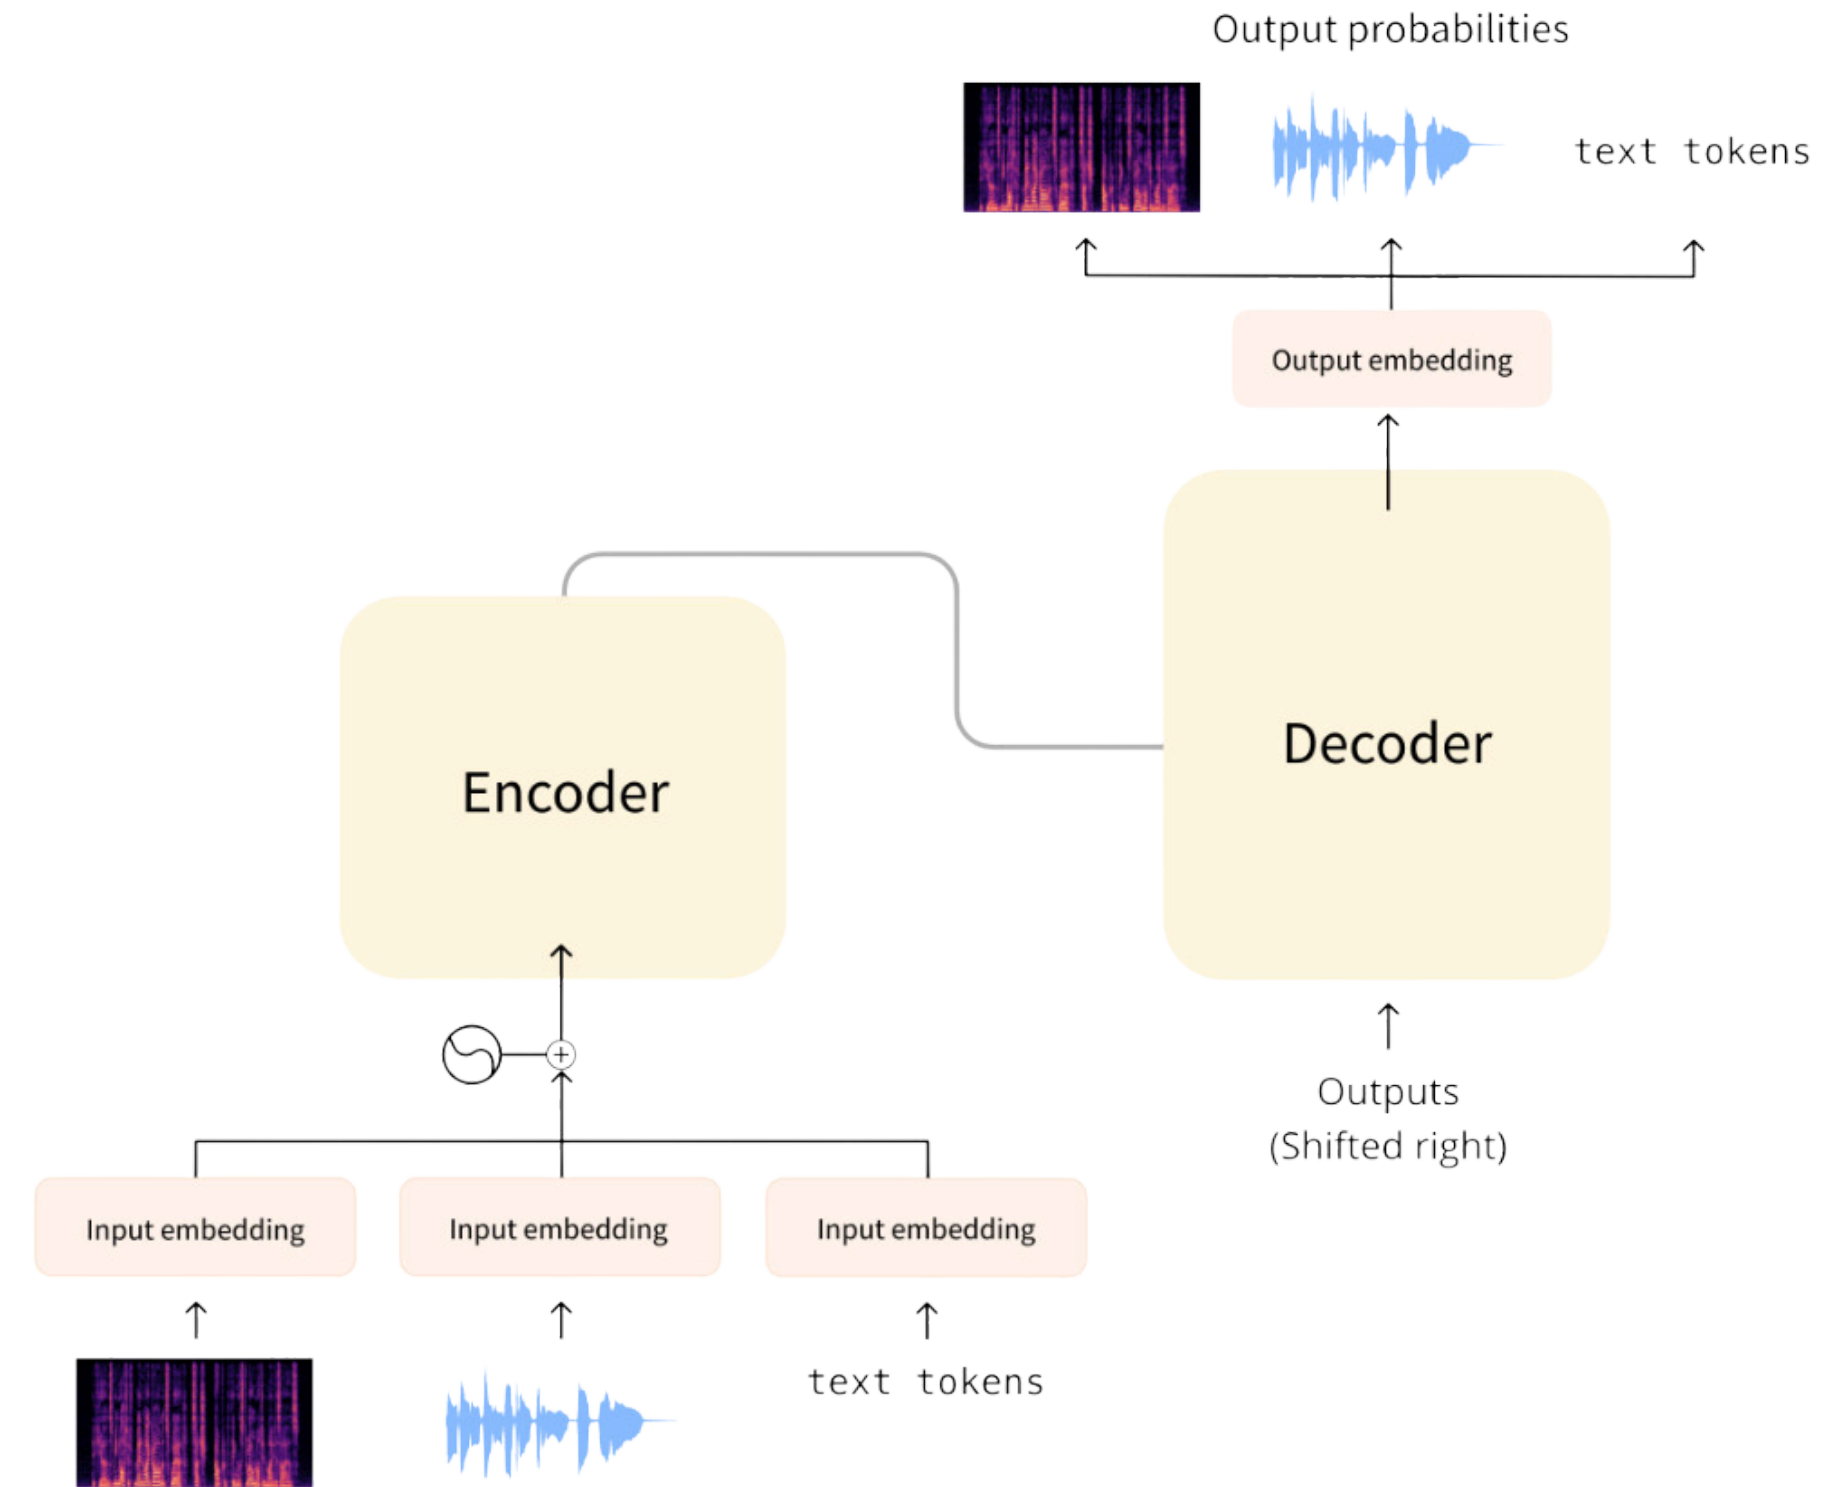 Output probabilities
text tokens
Output embedding
Encoder
Decoder
Outputs
(Shifted right)
Input embedding
Input embedding
Input embedding
text tokens